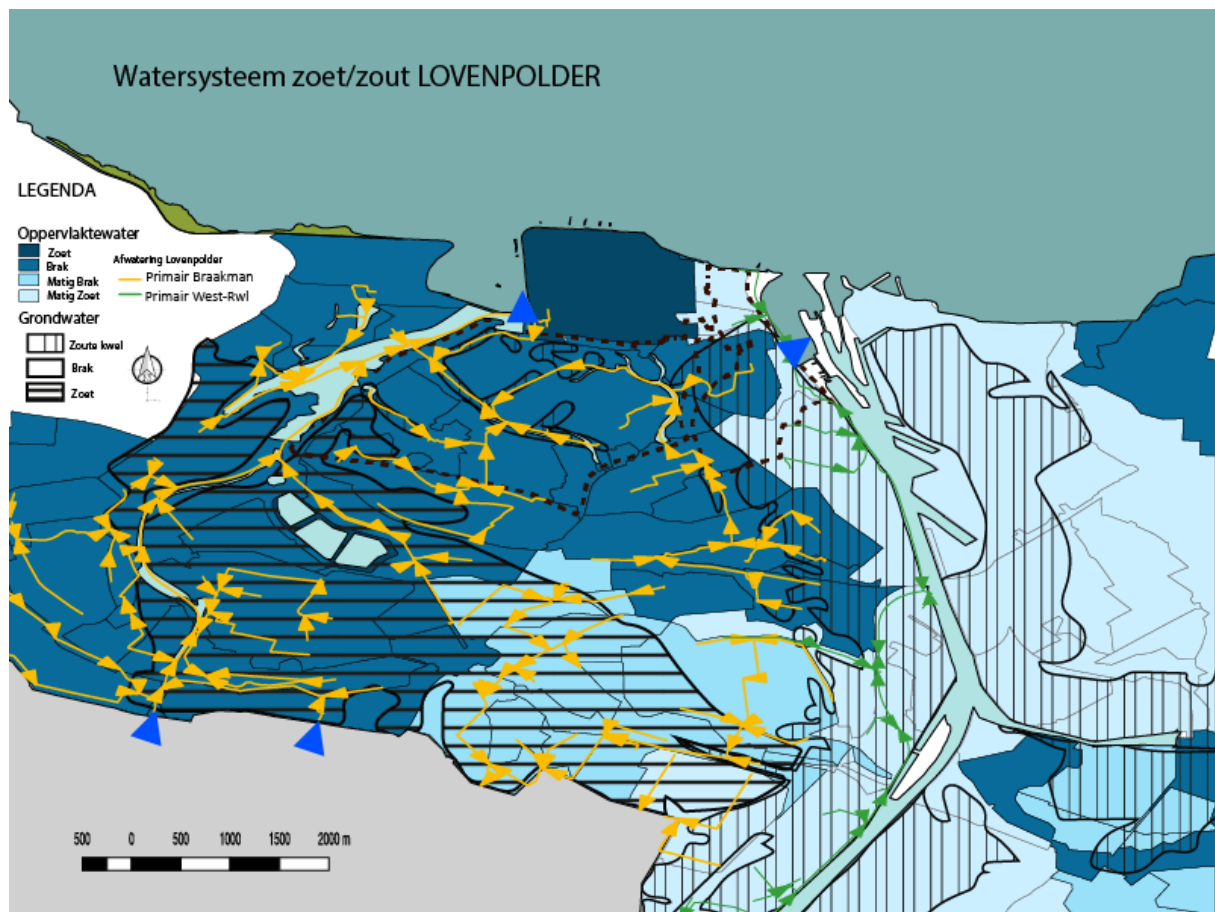 Watersysteem zoet/zout LOVENPOLDER
LEGENDA
Oppervlaktewater
Zoet
Brak
Matig Brak
Matig Zoet
Afwatering Lovenpolder
Primair Braakman
Primair West-Rwl
Grondwater
Zoute kwel
Brak
Zoet
500 0 500 1000 1500 2000 m